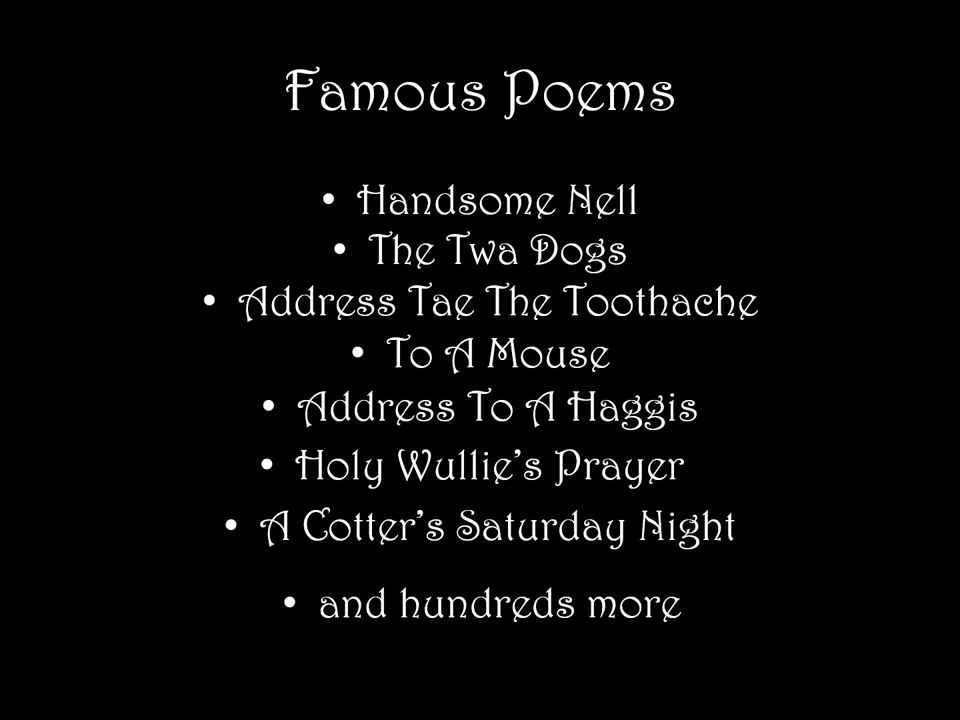 Famous Poems
• Handsome Nell
• The Twa Dogs
• Address Tae The Toothache
• To A Mouse
• Address To A Haggis
• Holy Wullie’s Prayer
• A Cotter’s Saturday Night
• and hundreds more